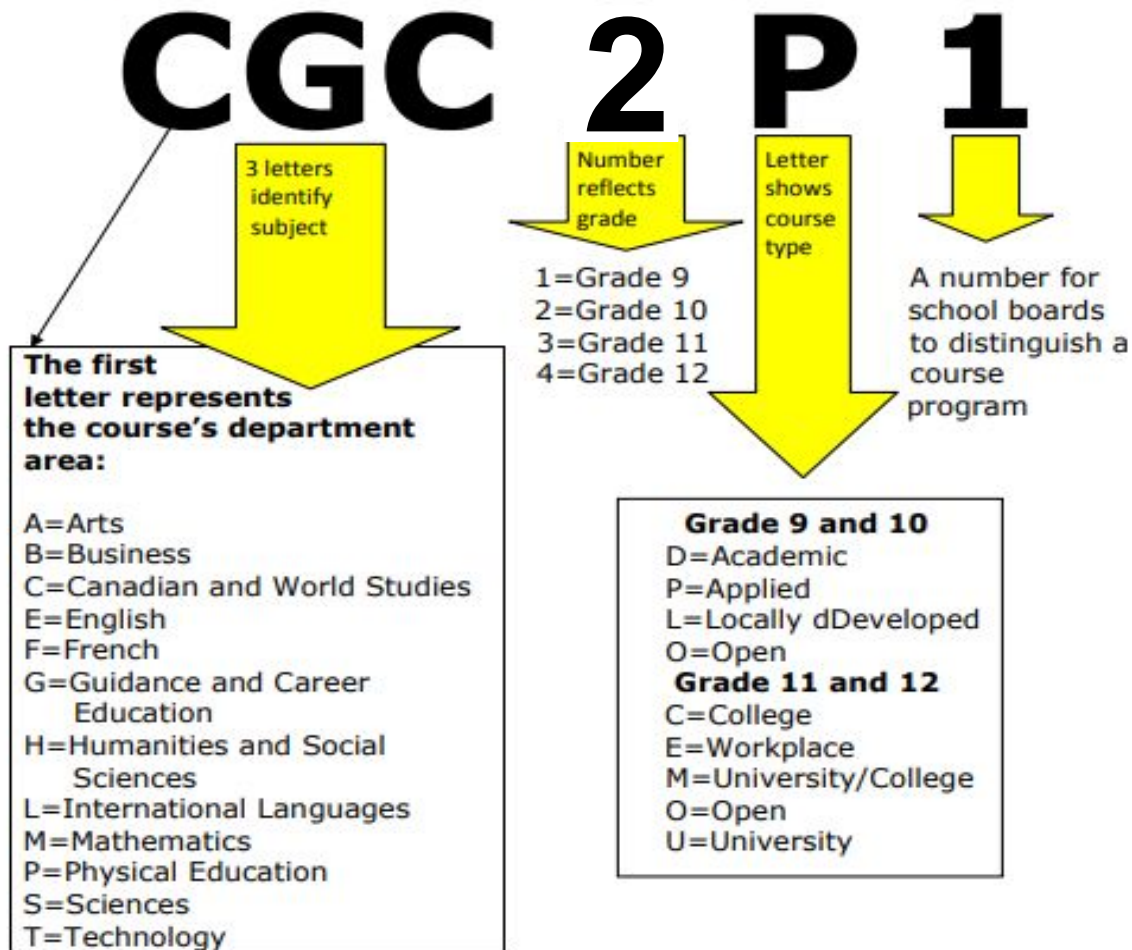 CGC 2 P 1
3 letters
identify
subject
Number
reflects
grade
Letter
shows
course
type
1=Grade 9
2=Grade 10
3=Grade 11
4=Grade 12
A number for
school boards
to distinguish a
course
program
The first
letter represents
the course's department
area:
A=Arts
B=Business
C=Canadian and World Studies
E=English
F=French
G=Guidance and Career
Education
H=Humanities and Social
Sciences
L=International Languages
M=Mathematics
P=Physical Education
S=Sciences
T=Technology
Grade 9 and 10
D=Academic
P=Applied
L=Locally dDeveloped
O=Open
Grade 11 and 12
C=College
E=Workplace
M=University/College
O=Open
U=University